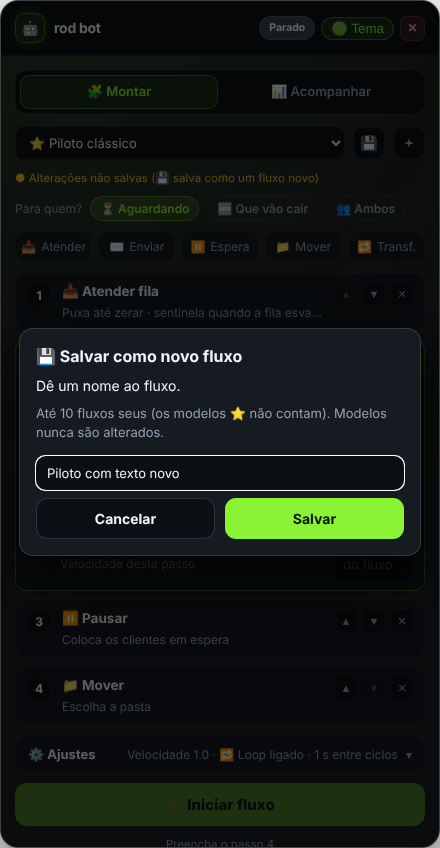 rod bot
Parado
Tema
Montar
Acompanhar
Piloto clássico
Alterações não salvas (💾 salva como um fluxo novo)
Para quem?
Aguardando
Que vão cair
Ambos
Atender
Enviar
Espera
Mover
Transf.
1
Atender fila
Puxa até zerar · sentinela quando a fila esva...
💾 Salvar como novo fluxo
Dê um nome ao fluxo.
Até 10 fluxos seus (os modelos ⭐ não contam). Modelos
nunca são alterados.
Piloto com texto novo
Cancelar
Salvar
Velocidade deste passo
do fluxo
3
Pausar
Coloca os clientes em espera
4
Mover
Escolha a pasta
Ajustes
Velocidade 1.0 · 🔁 Loop ligado · 1 s entre ciclos
Iniciar fluxo
Preencha o passo 4